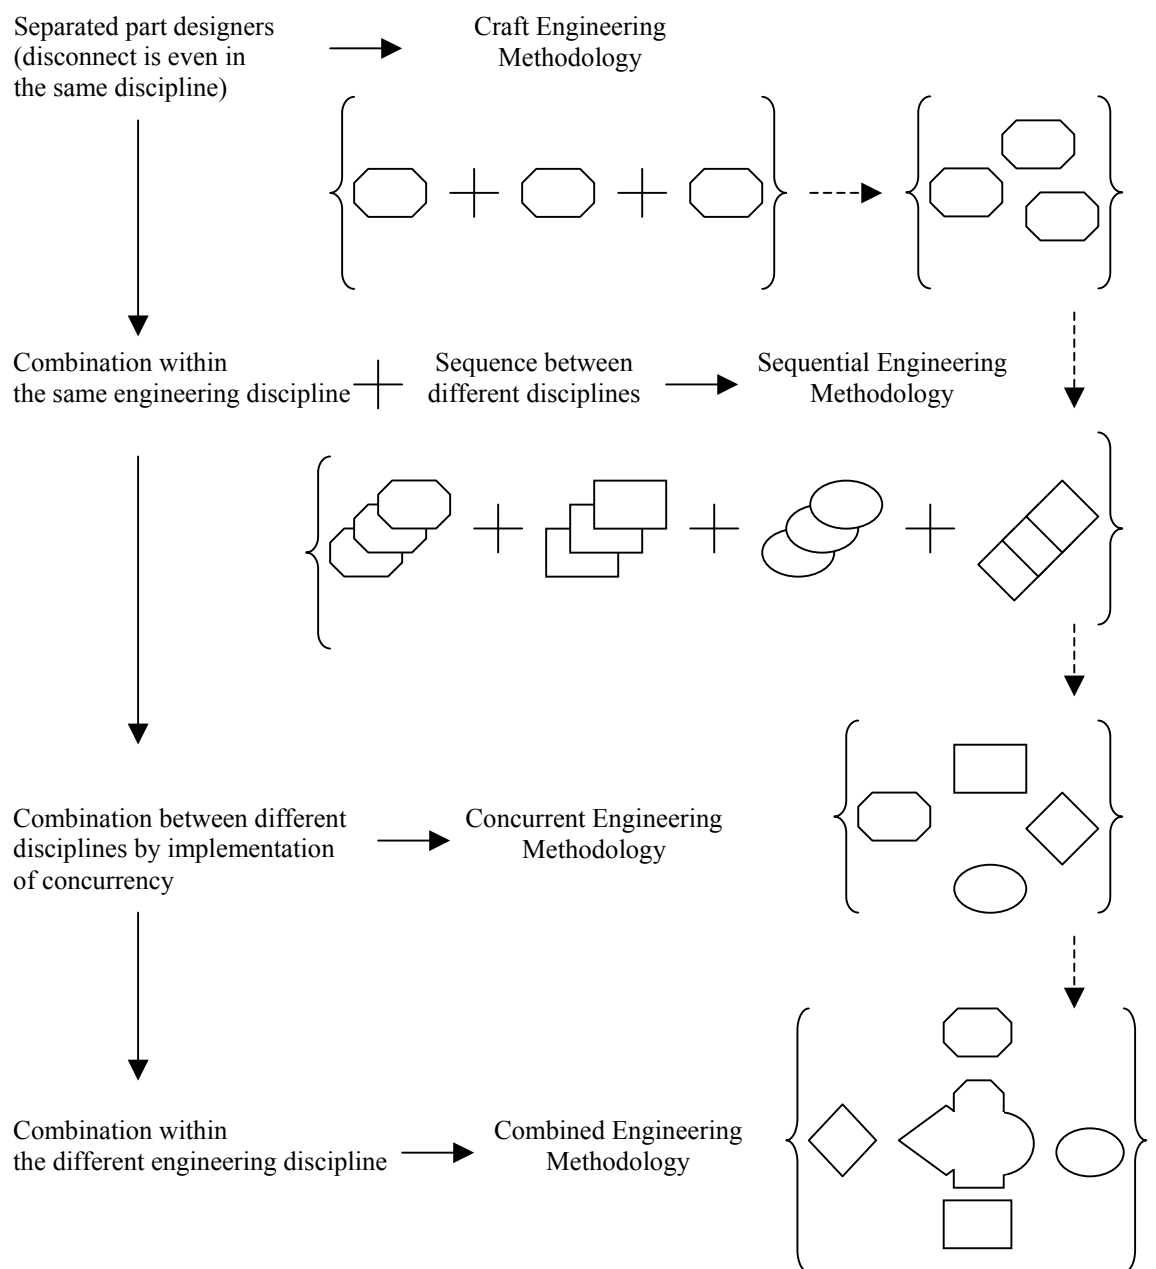 Separated part designers
(disconnect is even in
the same discipline)
Craft Engineering
Methodology
Combination within
the same engineering discipline
Sequence between
different disciplines
Sequential Engineering
Methodology
Combination between different
disciplines by implementation
of concurrency
Concurrent Engineering
Methodology
Combination within
the different engineering discipline
Combined Engineering
Methodology